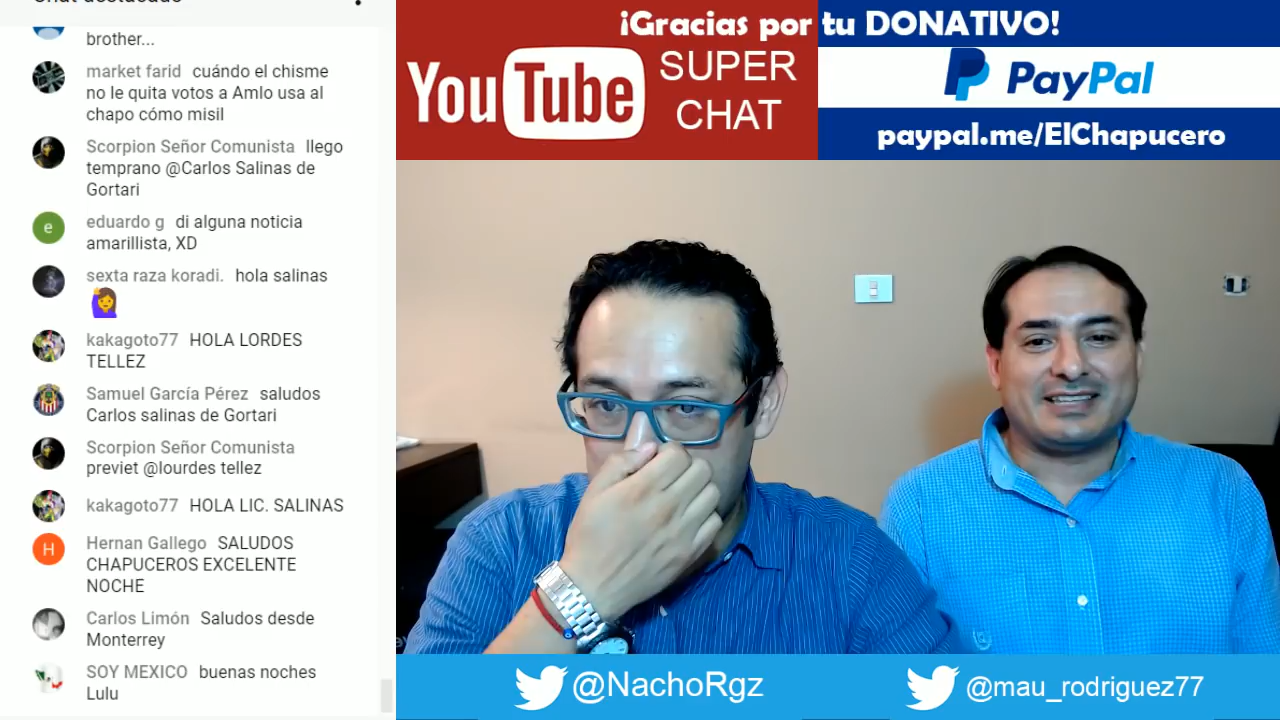 Chat destacado
brother...
market farid cuándo el chisme
no le quita votos a Amlo usa al
chapo cómo misil
Scorpion Señor Comunista llego
temprano @Carlos Salinas de
Gortari
eduardo g di alguna noticia
amarillista, XD
sexta raza koradi. hola salinas
kakagoto77 HOLA LORDES
TELLEZ
Samuel García Pérez saludos
Carlos salinas de Gortari
Scorpion Señor Comunista
previet @lourdes tellez
kakagoto77 HOLA LIC. SALINAS
Hernan Gallego SALUDOS
CHAPUCEROS EXCELENTE
NOCHE
Carlos Limón Saludos desde
Monterrey
SOY MEXICO buenas noches
Lulu
¡Gracias por tu DONATIVO!
YouTube
SUPER
CHAT
PayPal
paypal.me/ElChapucero
@NachoRgz
@mau_rodriguez77
e
H